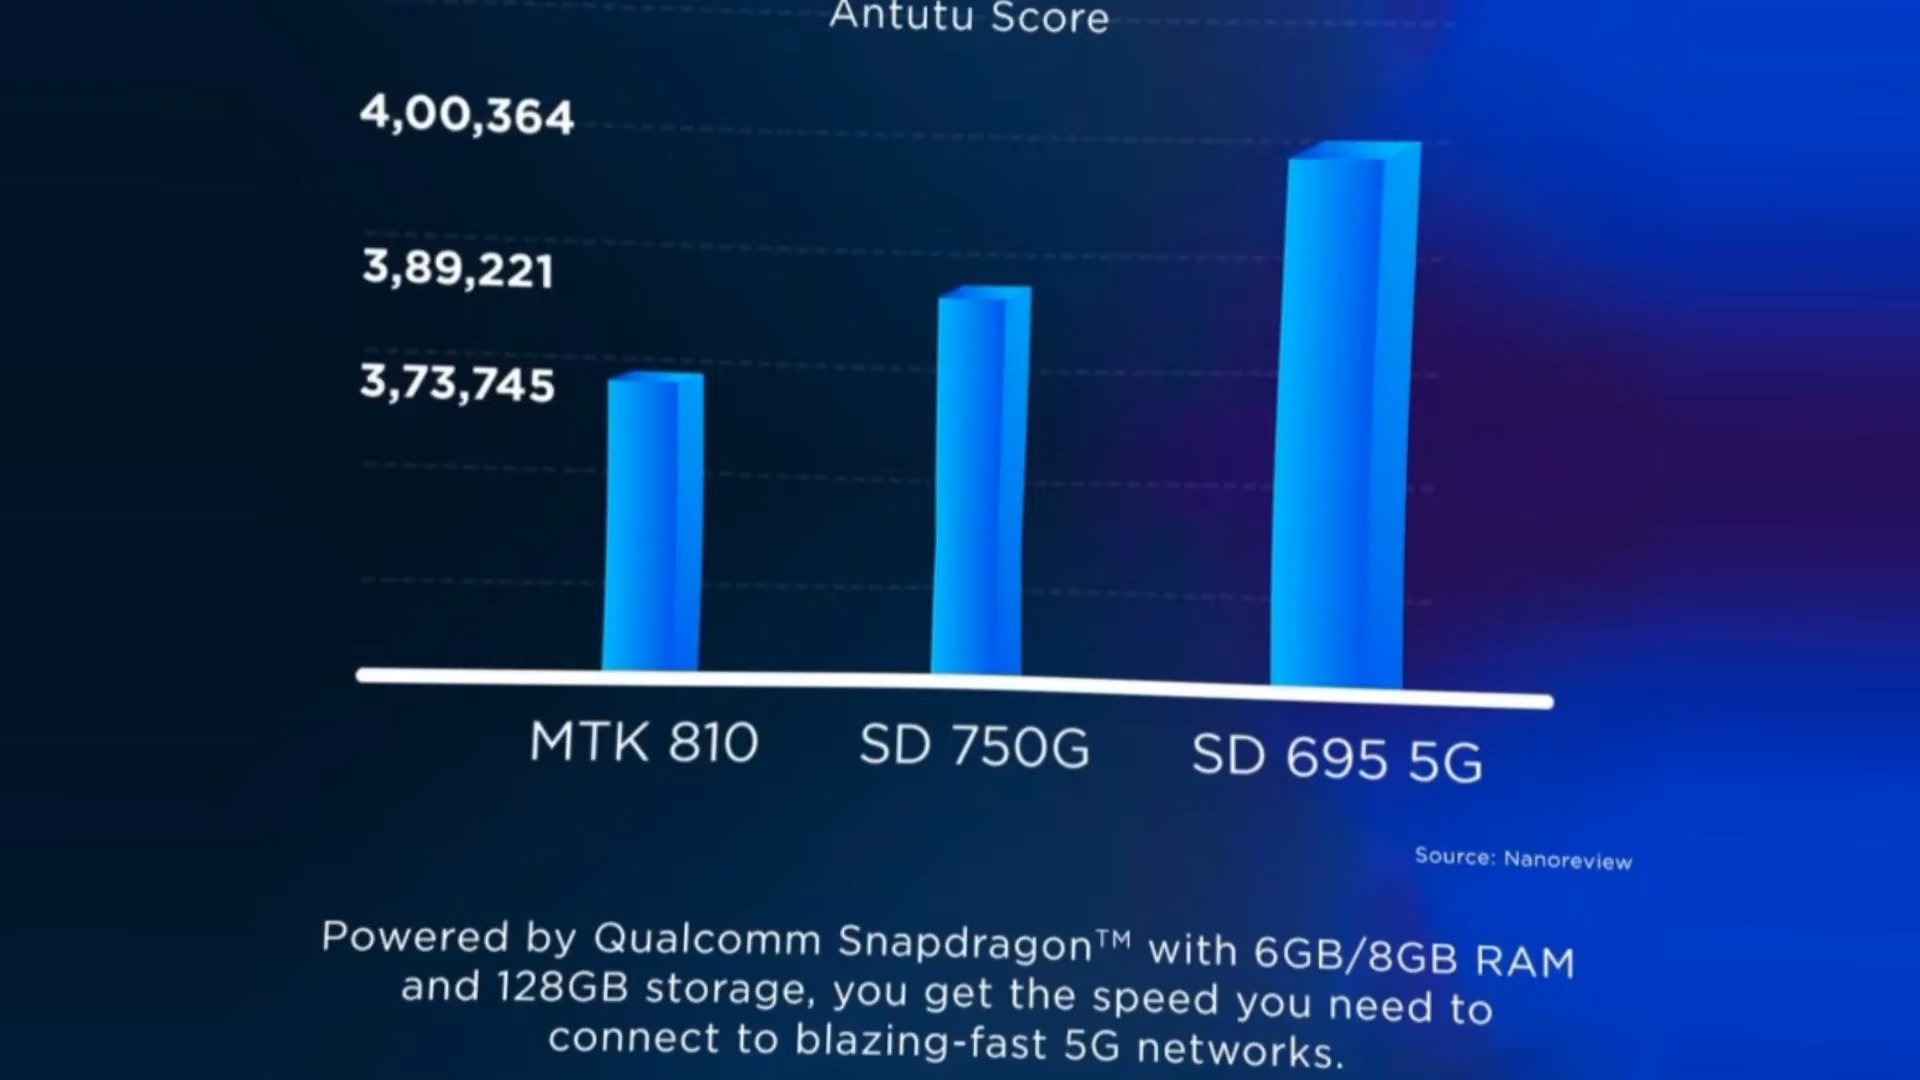 Antutu Score
4,00,364
3,89,221
3,73,745
MTK 810
SD 750G
SD 695 5G
Source: Nanoreview
Powered by Qualcomm Snapdragon™ with 6GB/8GB RAM
and 128GB storage, you get the speed you need to
connect to blazing-fast 5G networks.